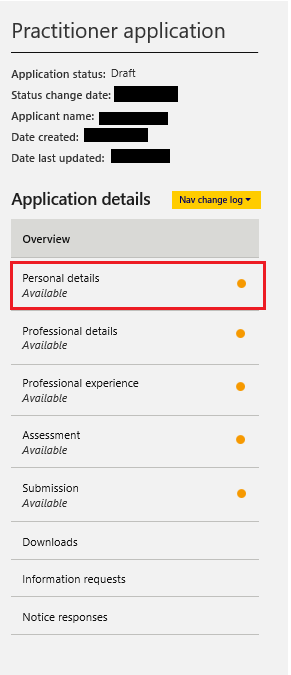 Practitioner application
Application status: Draft
Status change date:
Applicant name:
Date created:
Date last updated:
Application details
Nav change log
Overview
Personal details
Available
Professional details
Available
Professional experience
Available
Assessment
Available
Submission
Available
Downloads
Information requests
Notice responses